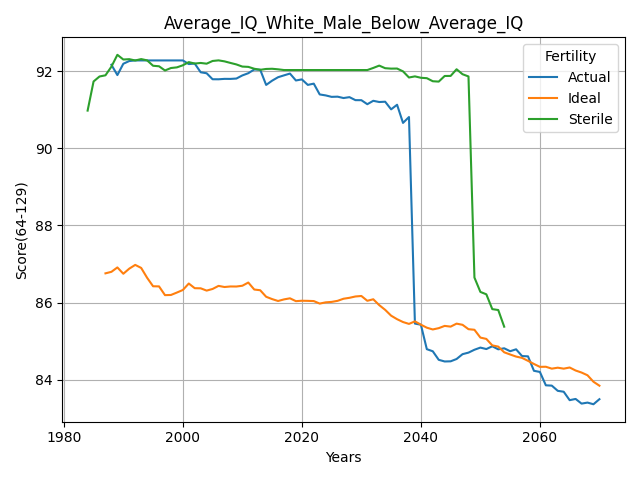 Average_IQ_White_Male_Below_Average_IQ
Score(64-129)
92
90
88
86
84
1980
2000
2020
2040
2060
Years
Fertility
Actual
Ideal
Sterile